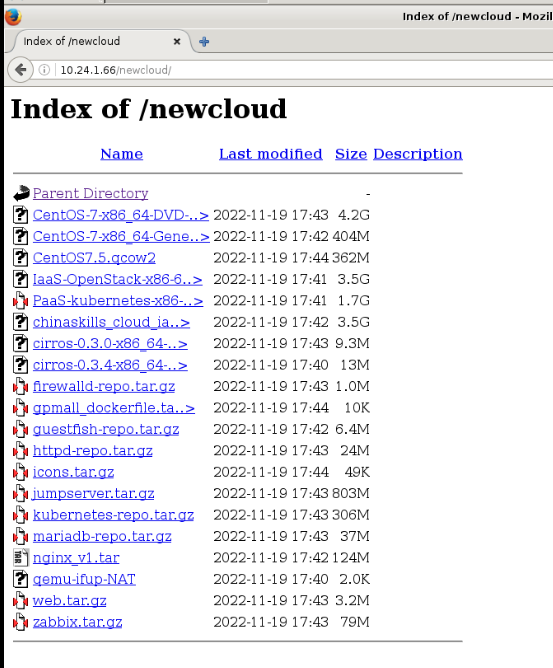 Index of /newcloud - Mozil
Index of /newcloud
10.24.1.66/newcloud/
Index of /newcloud
Name Last modified Size Description
Parent Directory -
CentOS-7-x86_64-DVD-..> 2022-11-19 17:43 4.2G
CentOS-7-x86_64-Gene..> 2022-11-19 17:42 404M
CentOS7.5.qcow2 2022-11-19 17:44 362M
IaaS-OpenStack-x86-6..> 2022-11-19 17:41 3.5G
PaaS-kubernetes-x86-..> 2022-11-19 17:41 1.7G
chinaskills_cloud_ia..> 2022-11-19 17:42 3.5G
cirros-0.3.0-x86_64-..> 2022-11-19 17:43 9.3M
cirros-0.3.4-x86_64-..> 2022-11-19 17:40 13M
firewalld-repo.tar.gz 2022-11-19 17:43 1.0M
gpmall_dockerfile.ta..> 2022-11-19 17:44 10K
guestfish-repo.tar.gz 2022-11-19 17:42 6.4M
httpd-repo.tar.gz 2022-11-19 17:43 24M
icons.tar.gz 2022-11-19 17:44 49K
jumpserver.tar.gz 2022-11-19 17:43 803M
kubernetes-repo.tar.gz 2022-11-19 17:43 306M
mariadb-repo.tar.gz 2022-11-19 17:43 37M
nginx_v1.tar 2022-11-19 17:42 124M
qemu-ifup-NAT 2022-11-19 17:40 2.0K
web.tar.gz 2022-11-19 17:43 3.2M
zabbix.tar.gz 2022-11-19 17:43 79M